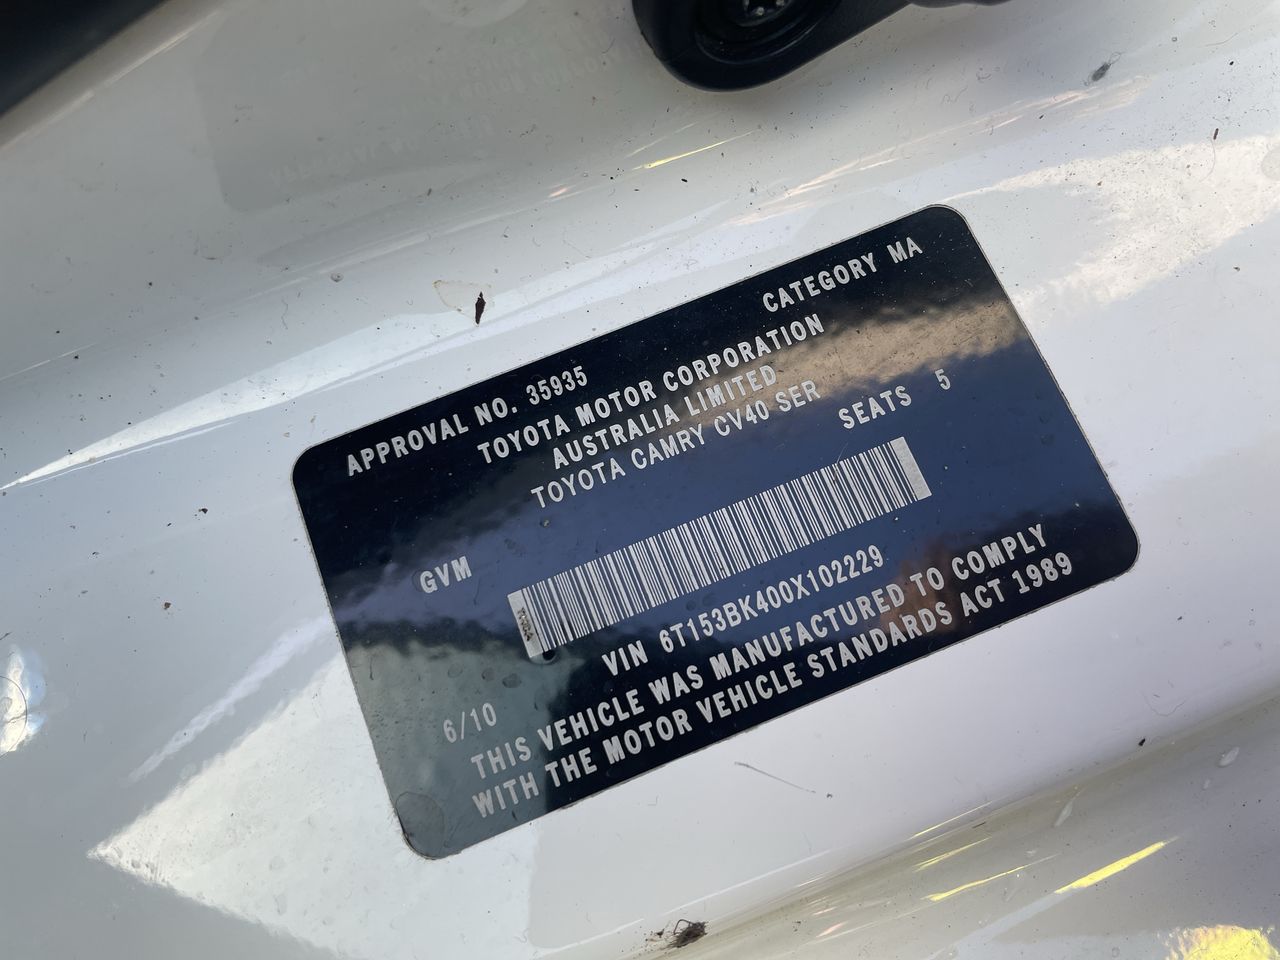 APPROVAL NO. 35935 CATEGORY MA
TOYOTA MOTOR CORPORATION
AUSTRALIA LIMITED
TOYOTA CAMRY CV40 SER
GVM SEATS 5
VIN 6T153BK400X102229
6/10
THIS VEHICLE WAS MANUFACTURED TO COMPLY
WITH THE MOTOR VEHICLE STANDARDS ACT 1989